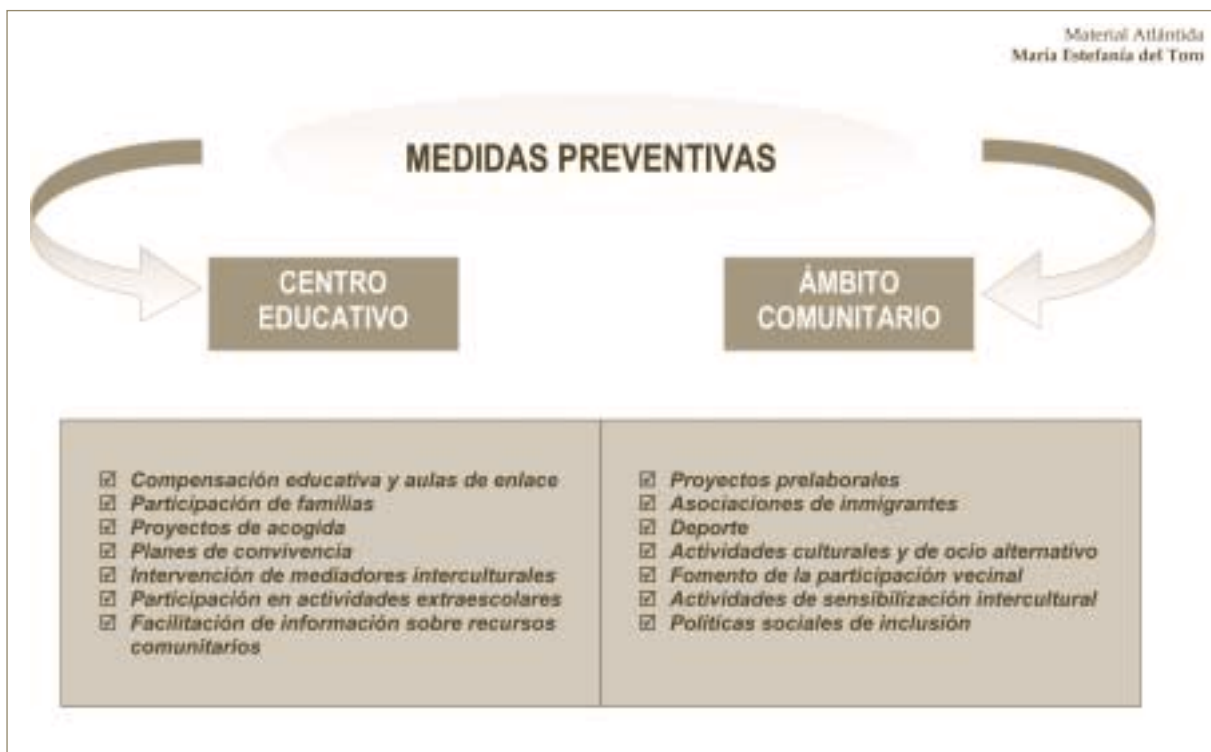 Material Atlántida
María Estefanía del Toro
MEDIDAS PREVENTIVAS
CENTRO
EDUCATIVO
ÁMBITO
COMUNITARIO
☑ Compensación educativa y aulas de enlace
☑ Participación de familias
☑ Proyectos de acogida
☑ Planes de convivencia
☑ Intervención de mediadores interculturales
☑ Participación en actividades extraescolares
☑ Facilitación de información sobre recursos
comunitarios
☑ Proyectos prelaborales
☑ Asociaciones de inmigrantes
☑ Deporte
☑ Actividades culturales y de ocio alternativo
☑ Fomento de la participación vecinal
☑ Actividades de sensibilización intercultural
☑ Políticas sociales de inclusión